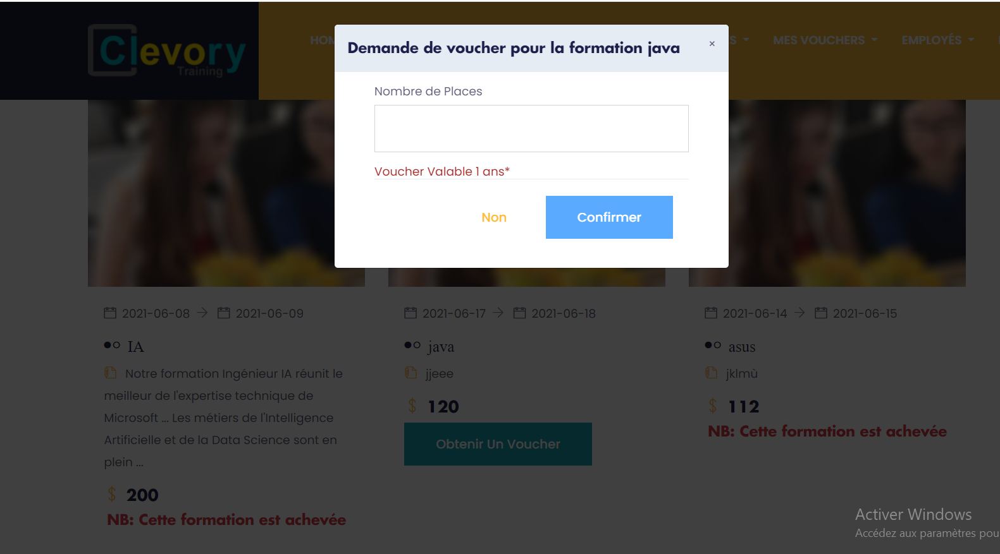 Clevory
Training
HOM
S
MES VOUCHERS
EMPLOYÉS
Demande de voucher pour la formation java
×
Nombre de Places
Voucher Valable 1 ans*
Non
Confirmer
2021-06-08 → 2021-06-09
IA
Notre formation Ingénieur IA réunit le
meilleur de l'expertise technique de
Microsoft ... Les métiers de l'Intelligence
Artificielle et de la Data Science sont en
plein ...
$ 200
NB: Cette formation est achevée
2021-06-17 → 2021-06-18
java
jjeee
$ 120
Obtenir Un Voucher
2021-06-14 → 2021-06-15
asus
jklmù
$ 112
NB: Cette formation est achevée
Activer Windows
Accédez aux paramètres pou